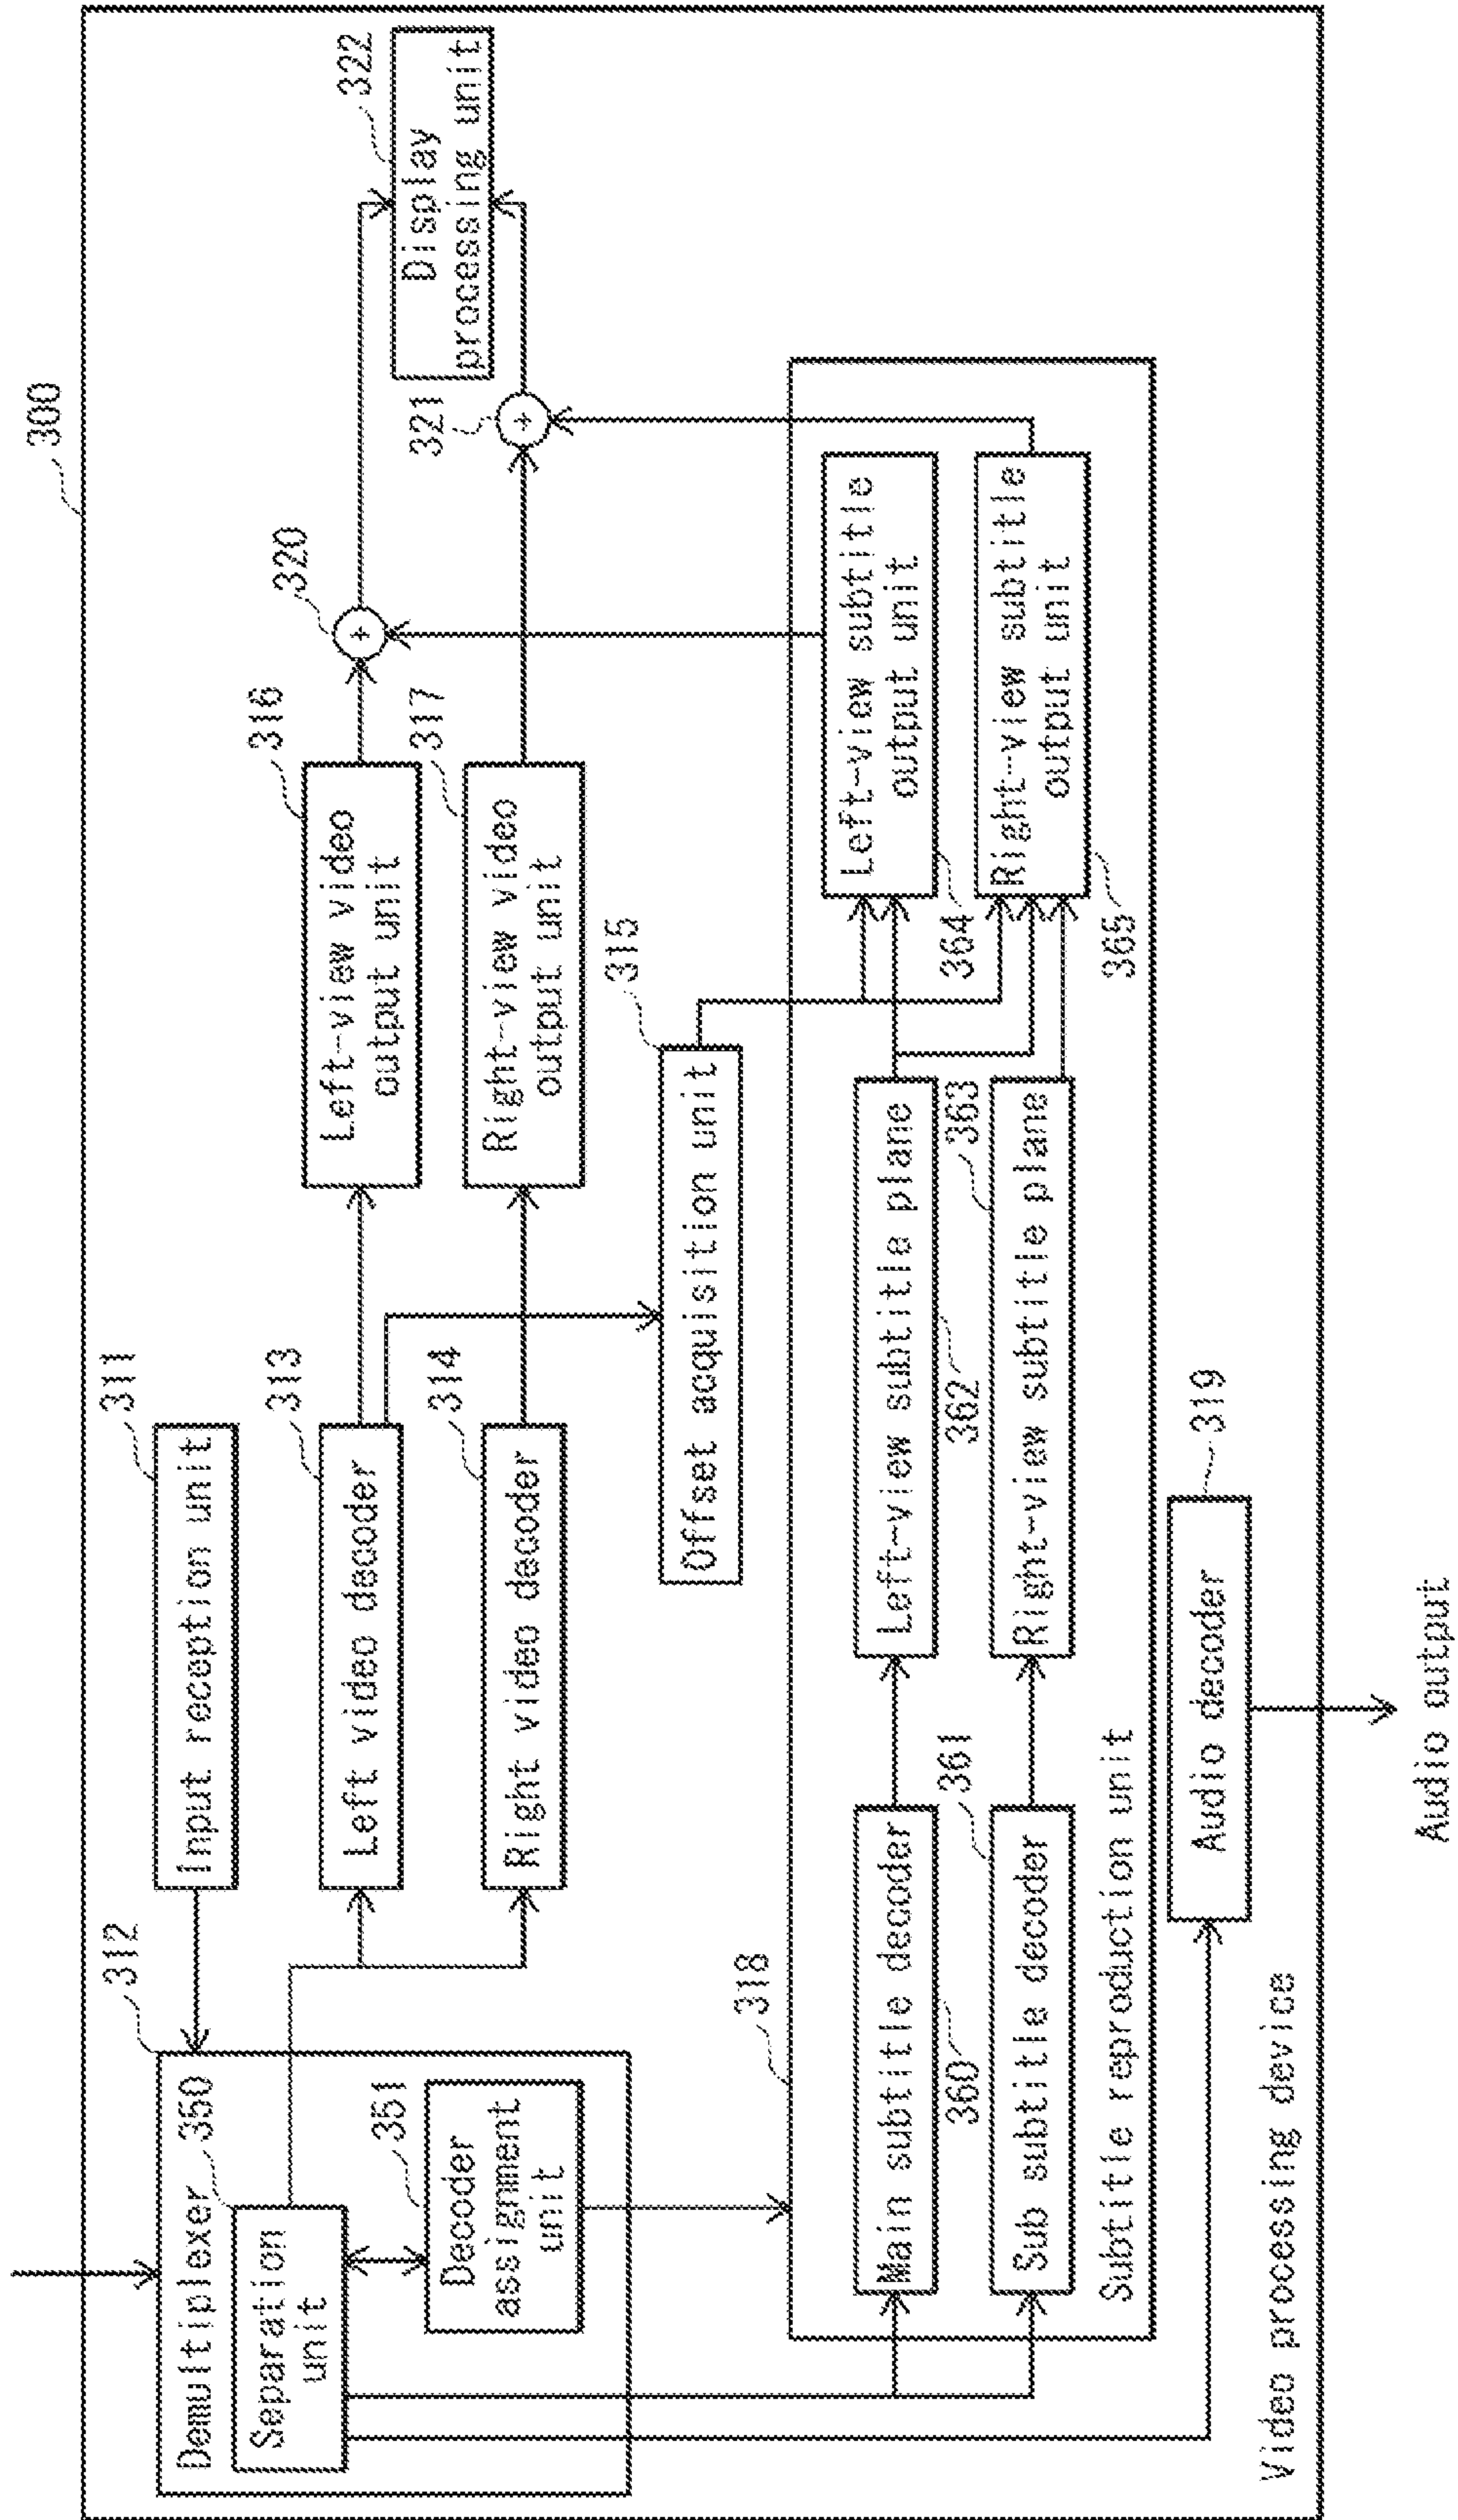 300
311
Input reception unit
312
Demultiplexer
350
Separation
unit
351
Decoder
assignment
unit
313
Left video decoder
314
Right video decoder
316
Left-view video
output unit
317
Right-view video
output unit
320
+
321
+
322
Display
processing unit
315
Offset acquisition unit
318
Main subtitle decoder
360
361
Sub subtitle decoder
Left-view subtitle plane
362
363
Right-view subtitle plane
Left-view subtitle
output unit
364
Right-view subtitle
output unit
365
Subtitle reproduction unit
319
Audio decoder
Video processing device
Audio output